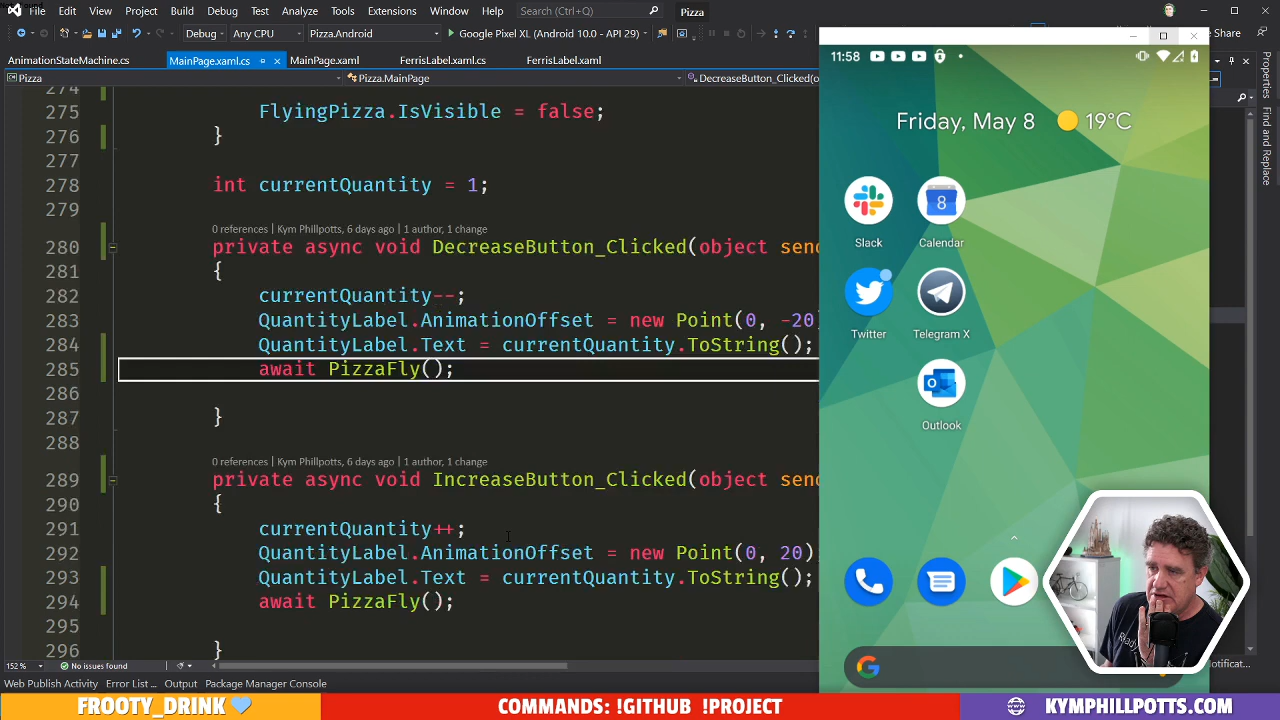 File Edit View Git Project Build Debug Test Analyze Tools Extensions Window Help Search (Ctrl+Q) Pizza
Debug Any CPU Pizza.Android Google Pixel XL (Android 10.0 - API 29)
AnimationStateMachine.cs MainPage.xaml.cs MainPage.xaml FerrisLabel.xaml.cs FerrisLabel.xaml
Pizza Pizza.MainPage DecreaseButton_Clicked(o
274
275 FlyingPizza.IsVisible = false;
276 }
277
278 int currentQuantity = 1;
279
0 references | Kym Phillpotts, 6 days ago | 1 author, 1 change
280 private async void DecreaseButton_Clicked(object send
281 {
282 currentQuantity--;
283 QuantityLabel.AnimationOffset = new Point(0, -20)
284 QuantityLabel.Text = currentQuantity.ToString();
285 await PizzaFly();
286
287 }
288
0 references | Kym Phillpotts, 6 days ago | 1 author, 1 change
289 private async void IncreaseButton_Clicked(object send
290 {
291 currentQuantity++;
292 QuantityLabel.AnimationOffset = new Point(0, 20)
293 QuantityLabel.Text = currentQuantity.ToString();
294 await PizzaFly();
295
296 }
152 % No issues found
Web Publish Activity Error List ... Output Package Manager Console
Properties
Find and Replace
11:58
Friday, May 8 19°C
8
Slack Calendar
Twitter Telegram X
Outlook
FROOTY_DRINK COMMANDS: !GITHUB !PROJECT KYMPHILLPOTTS.COM